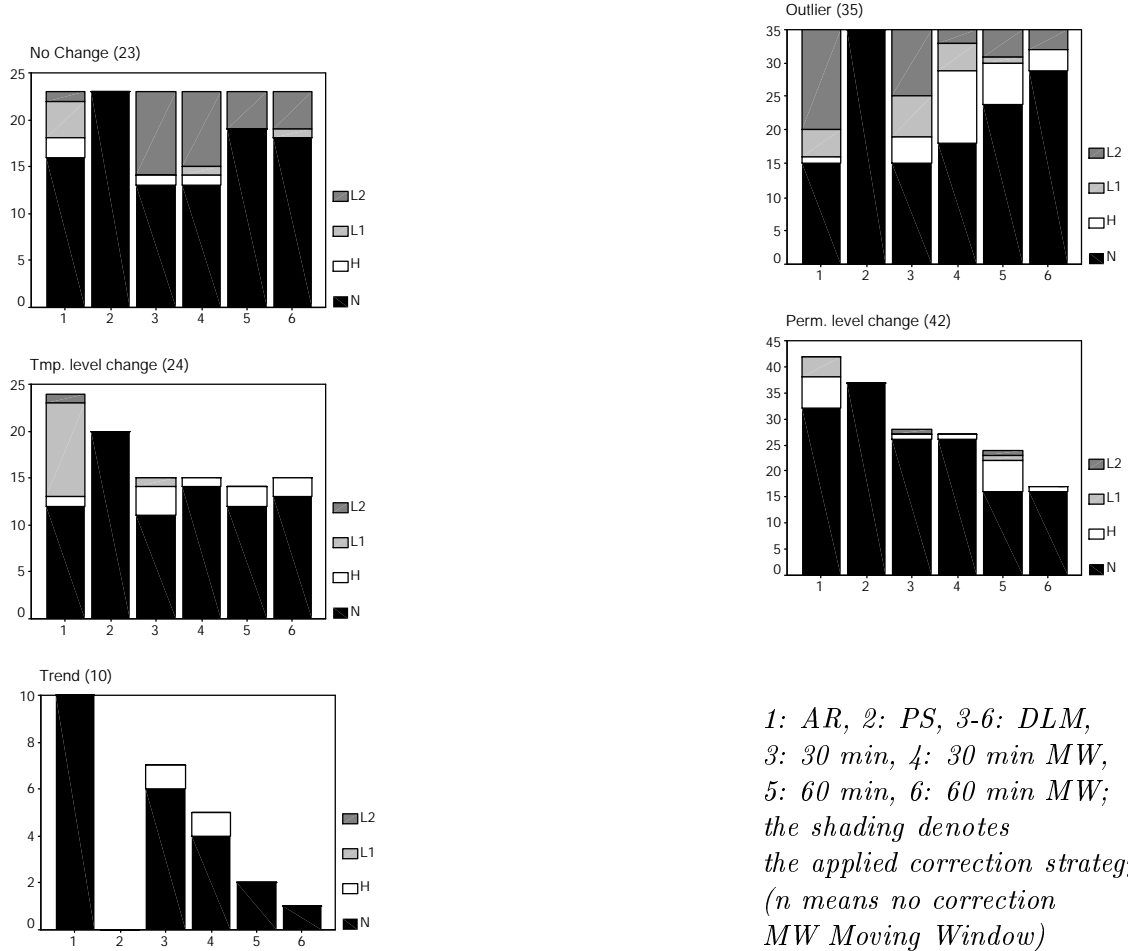 No Change (23)
25
20
15
10
5
0
1 2 3 4 5 6
L2
L1
H
N
Outlier (35)
35
30
25
20
15
10
5
0
1 2 3 4 5 6
L2
L1
H
N
Tmp. level change (24)
25
20
15
10
5
0
1 2 3 4 5 6
L2
L1
H
N
Perm. level change (42)
45
40
35
30
25
20
15
10
5
0
1 2 3 4 5 6
L2
L1
H
N
Trend (10)
10
8
6
4
2
0
1 2 3 4 5 6
L2
L1
H
N
1: AR, 2: PS, 3-6: DLM,
3: 30 min, 4: 30 min MW,
5: 60 min, 6: 60 min MW;
the shading denotes
the applied correction strategy
(n means no correction
MW Moving Window)